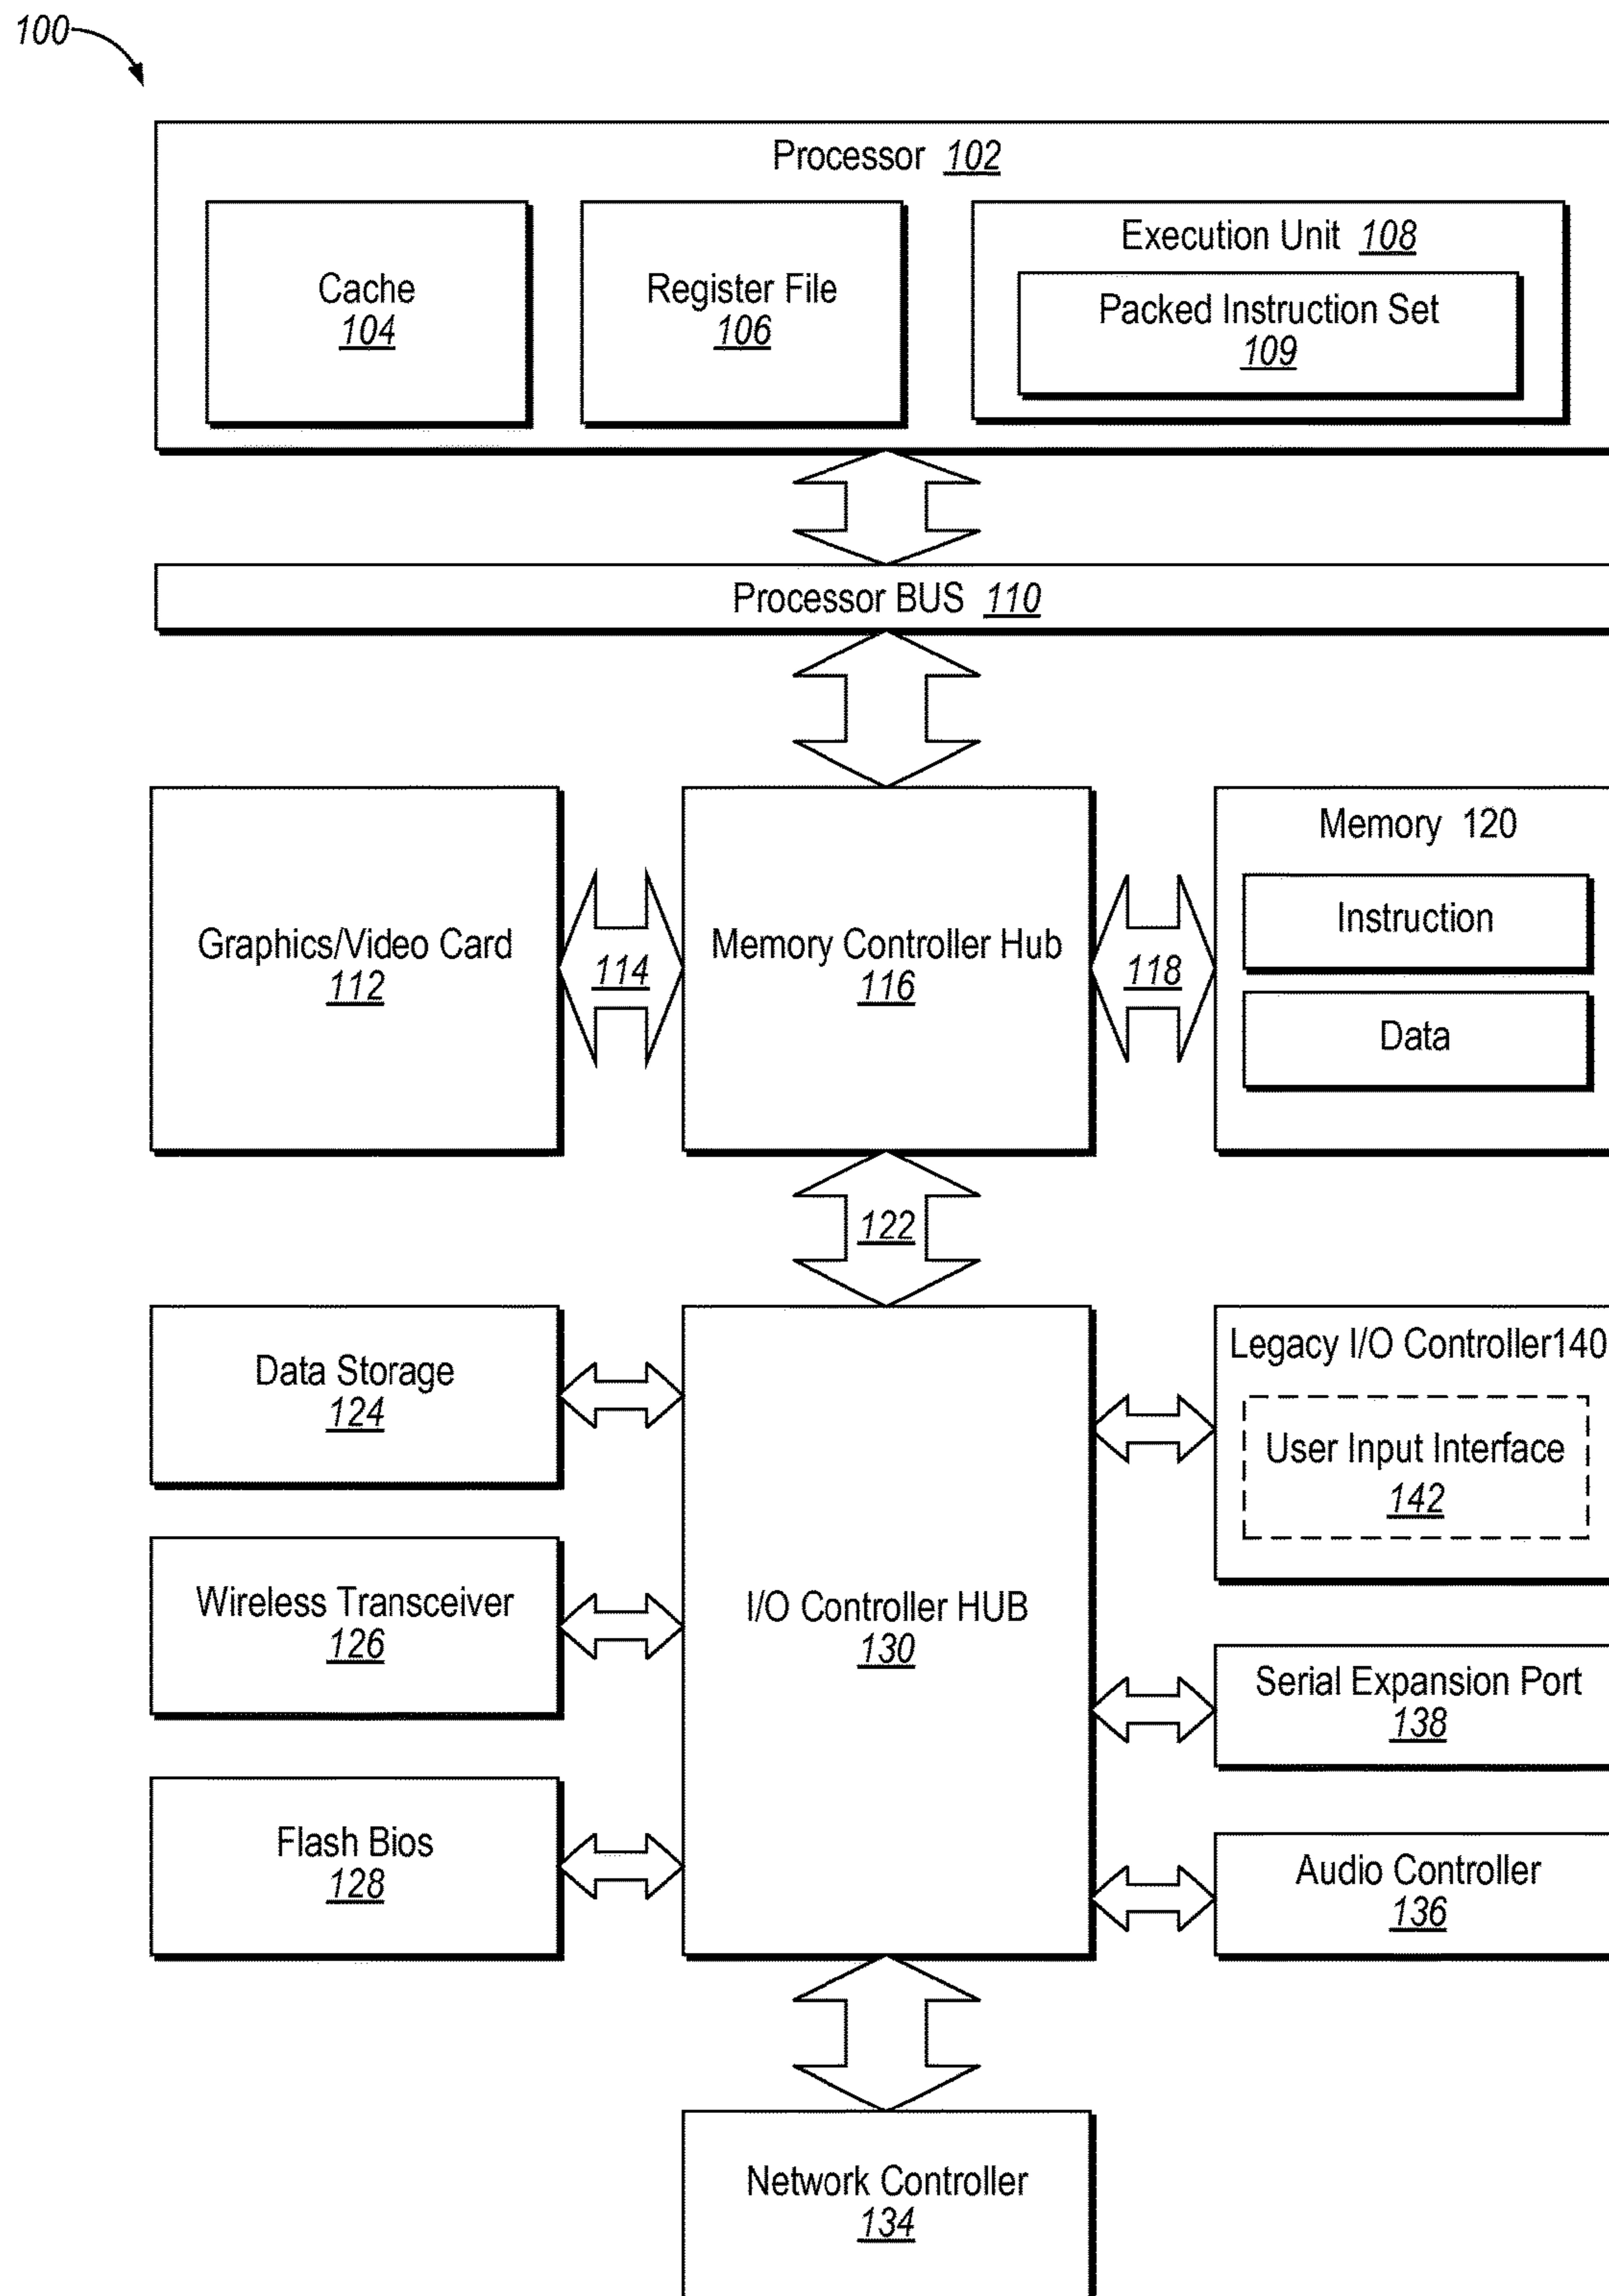 100
Processor 102
Cache
104
Register File
106
Execution Unit 108
Packed Instruction Set
109
Processor BUS 110
Graphics/Video Card
112
114
Memory Controller Hub
116
118
Memory 120
Instruction
Data
122
Data Storage
124
Wireless Transceiver
126
Flash Bios
128
I/O Controller HUB
130
Legacy I/O Controller140
User Input Interface
142
Serial Expansion Port
138
Audio Controller
136
Network Controller
134